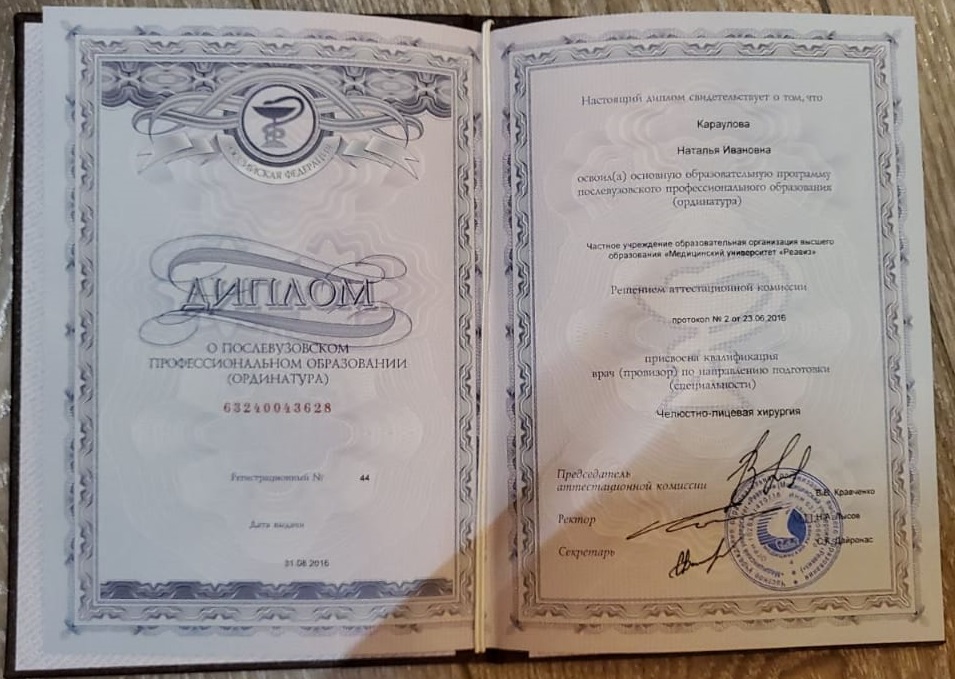 РОССИЙСКАЯ ФЕДЕРАЦИЯ
ДИПЛОМ
О ПОСЛЕВУЗОВСКОМ
ПРОФЕССИОНАЛЬНОМ ОБРАЗОВАНИИ
(ОРДИНАТУРА)
63240043628
Регистрационный № 44
Дата выдачи
31.08.2016
Настоящий диплом свидетельствует о том, что
Караулова
Наталья Ивановна
освоил(а) основную образовательную программу
послевузовского профессионального образования
(ординатура)
Частное учреждение образовательная организация высшего
образования «Медицинский университет «Реавиз»
Решением аттестационной комиссии
протокол № 2 от 23.06.2016
присвоена квалификация
врач (провизор) по направлению подготовки
(специальности)
Челюстно-лицевая хирургия
Председатель
аттестационной комиссии В.В. Кравченко
Ректор Н.А. Лысов
Секретарь С.К. Дайронас